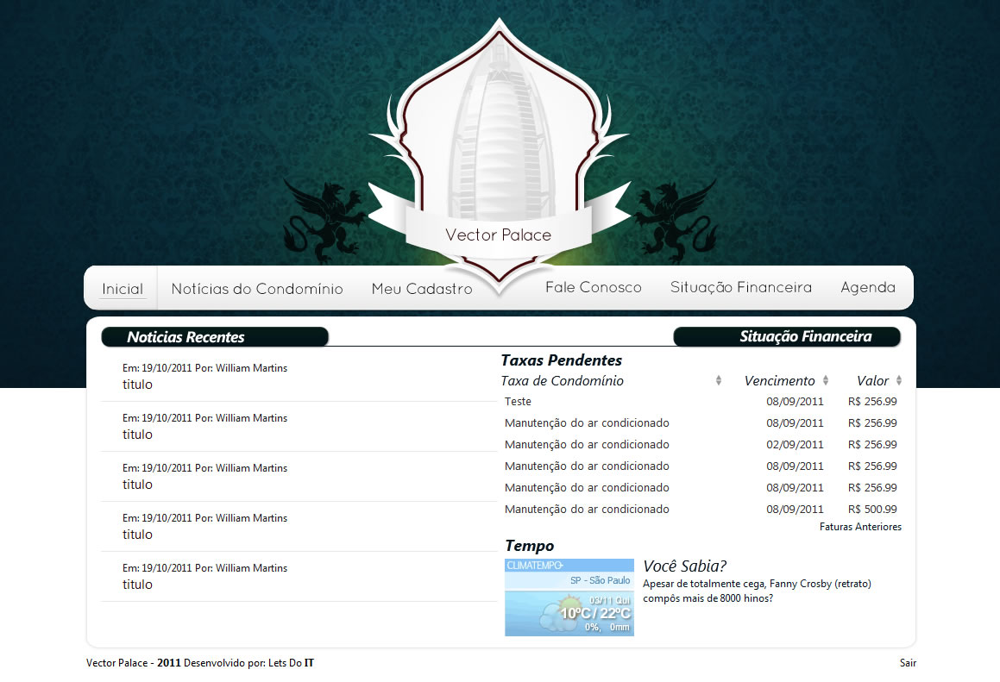 Vector Palace
Inicial Notícias do Condomínio Meu Cadastro Fale Conosco Situação Financeira Agenda
Noticias Recentes
Em: 19/10/2011 Por: William Martins
titulo
Em: 19/10/2011 Por: William Martins
titulo
Em: 19/10/2011 Por: William Martins
titulo
Em: 19/10/2011 Por: William Martins
titulo
Em: 19/10/2011 Por: William Martins
titulo
Situação Financeira
Taxas Pendentes
Taxa de Condomínio Vencimento Valor
Teste 08/09/2011 R$ 256.99
Manutenção do ar condicionado 08/09/2011 R$ 256.99
Manutenção do ar condicionado 02/09/2011 R$ 256.99
Manutenção do ar condicionado 08/09/2011 R$ 256.99
Manutenção do ar condicionado 08/09/2011 R$ 256.99
Manutenção do ar condicionado 08/09/2011 R$ 500.99
Faturas Anteriores
Tempo
CLIMATEMPO
SP - São Paulo
03/11 Qui
10ºC / 22ºC
0%, 0mm
Você Sabia?
Apesar de totalmente cega, Fanny Crosby (retrato)
compôs mais de 8000 hinos?
Vector Palace - 2011 Desenvolvido por: Lets Do IT Sair